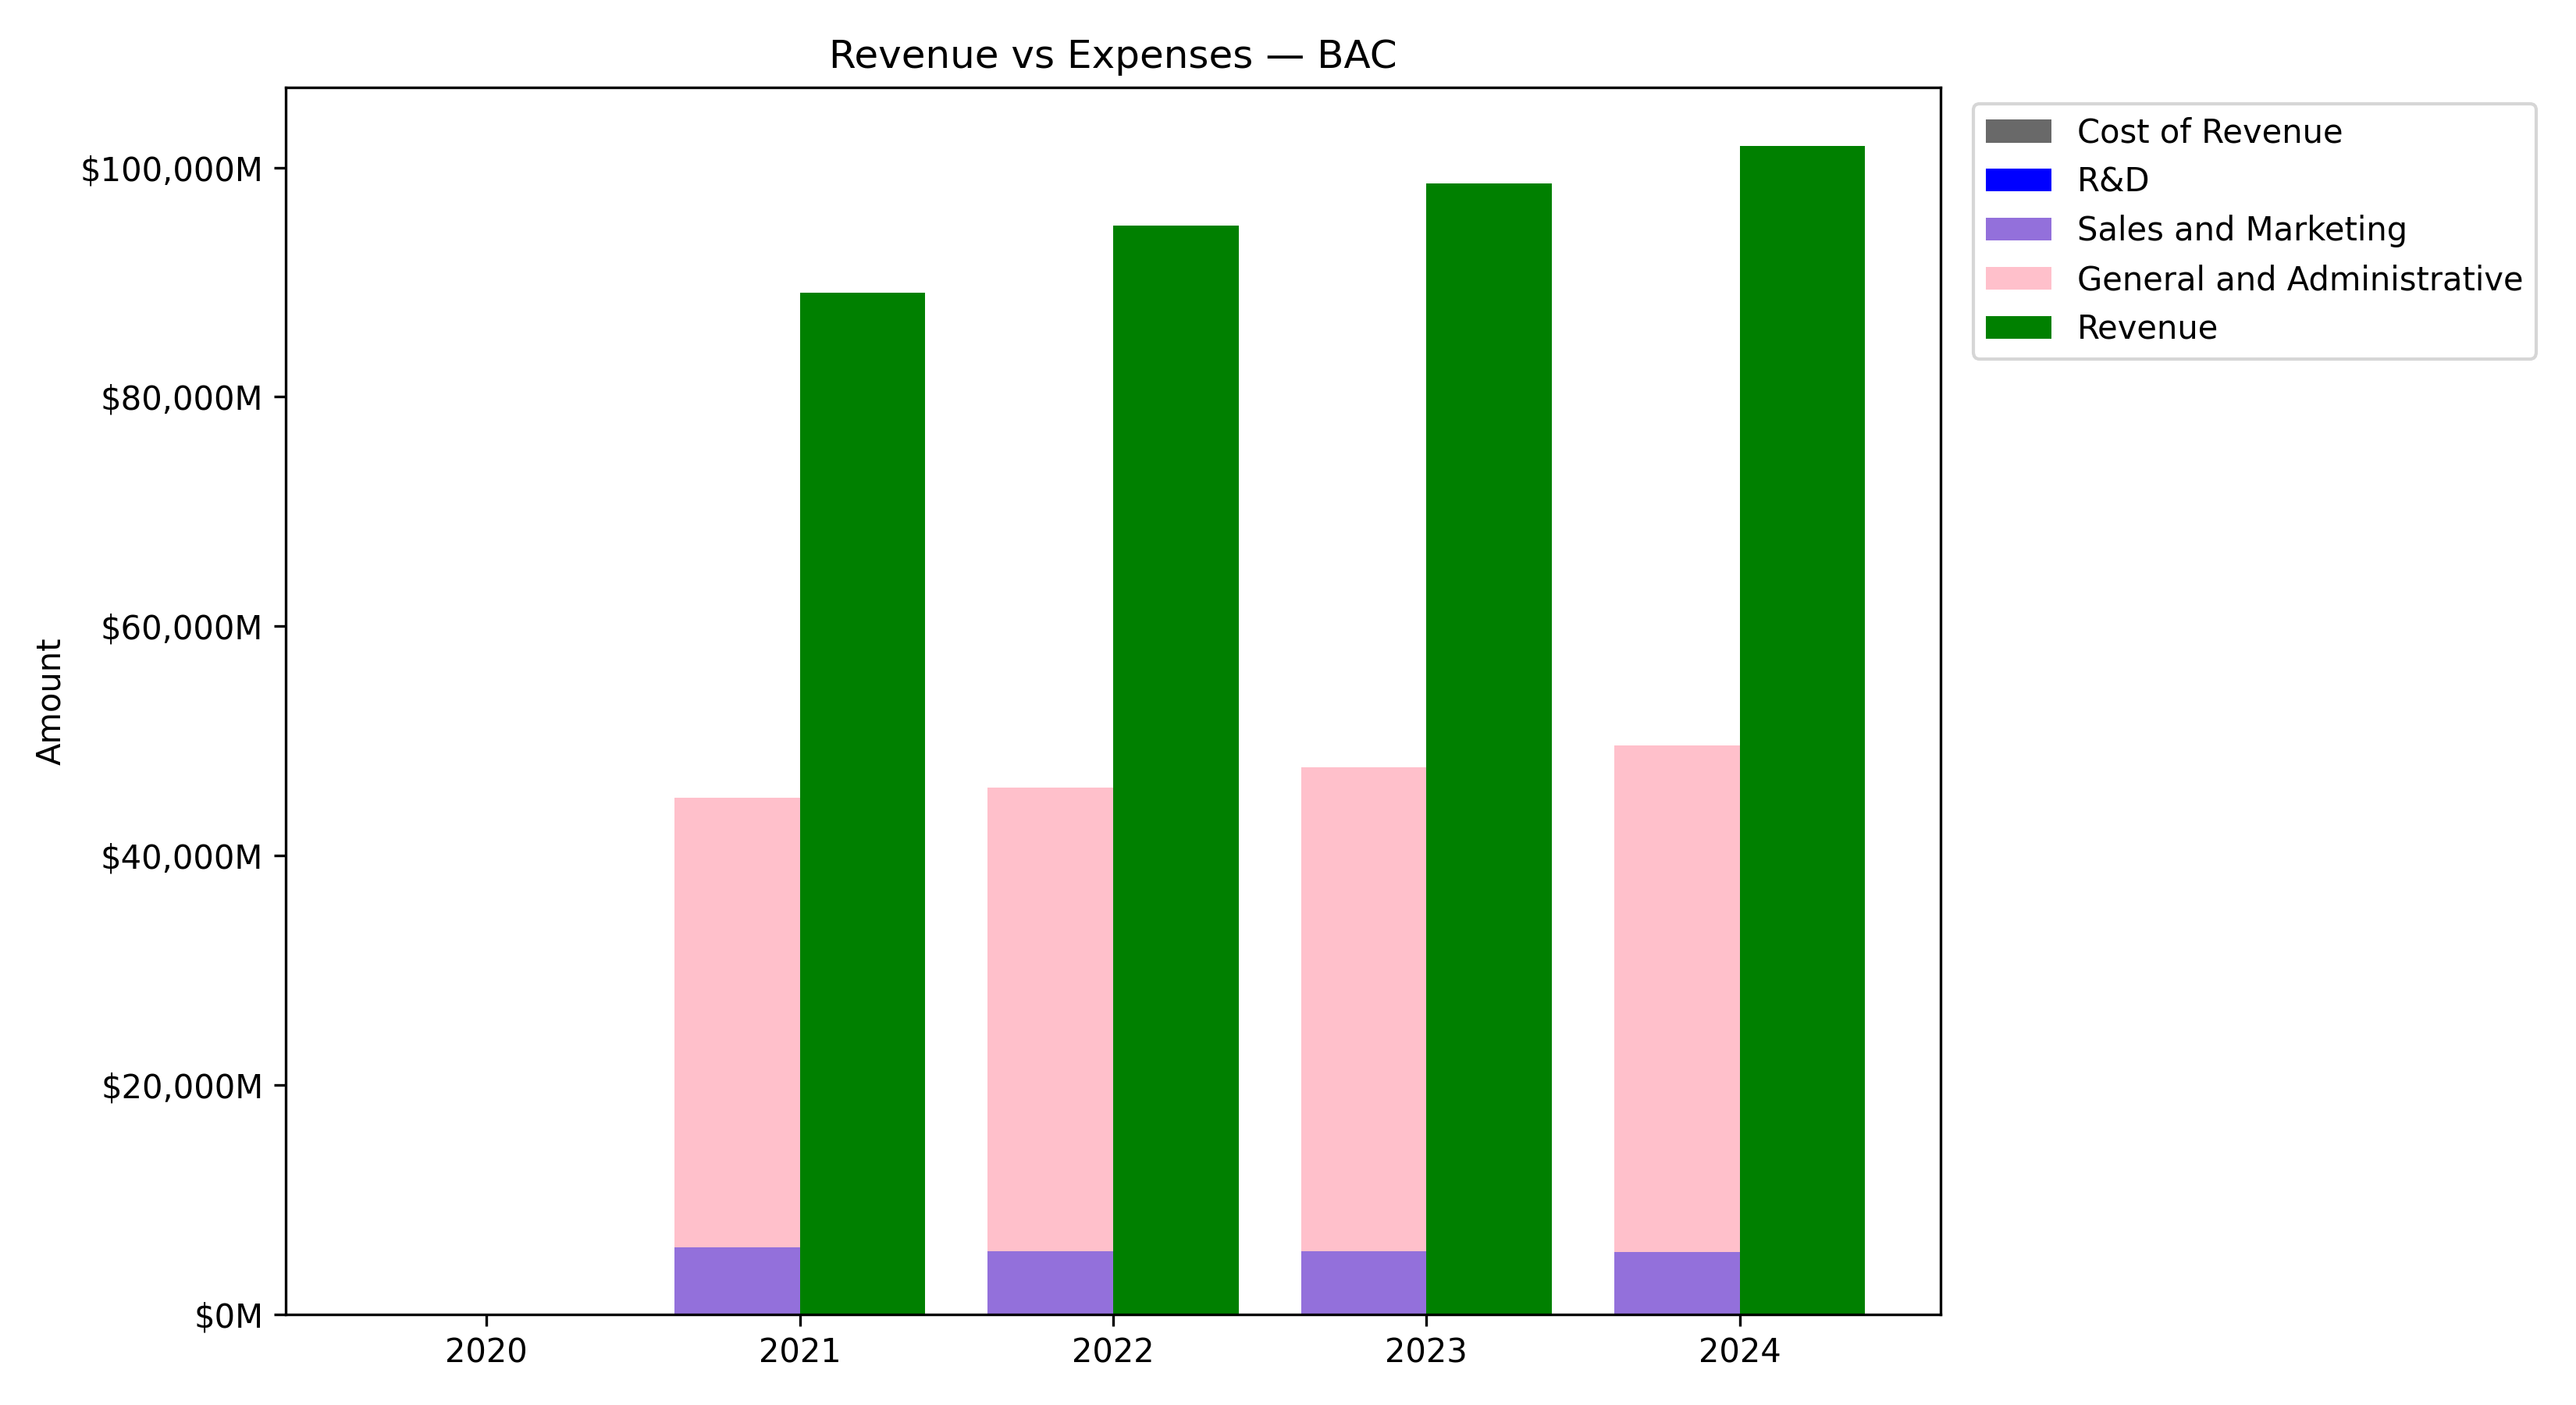 Revenue vs Expenses — BAC
Amount
$100,000M
$80,000M
$60,000M
$40,000M
$20,000M
$0M
2020 2021 2022 2023 2024
Cost of Revenue
R&D
Sales and Marketing
General and Administrative
Revenue